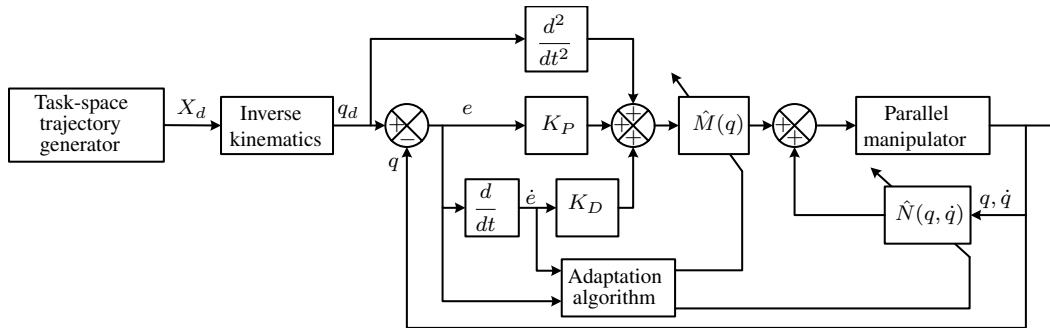 Task-space
trajectory
generator
X_d
Inverse
kinematics
q_d
+
−
q
e
d²
dt²
K_P
+
+
+
M̂(q)
+
+
Parallel
manipulator
d
dt
ė
K_D
N̂(q, q̇)
q, q̇
Adaptation
algorithm